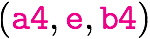 (a4, e, b4)